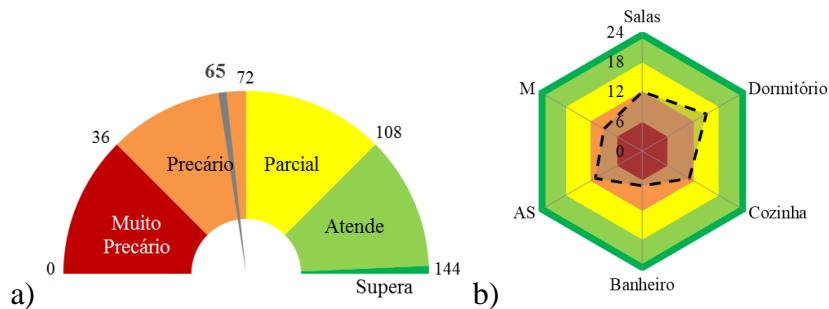 65
72
36
108
Precário
Parcial
Muito
Precário
Atende
0
144
Supera
a)
Salas
24
18
12
6
0
M
Dormitório
AS
Cozinha
Banheiro
b)